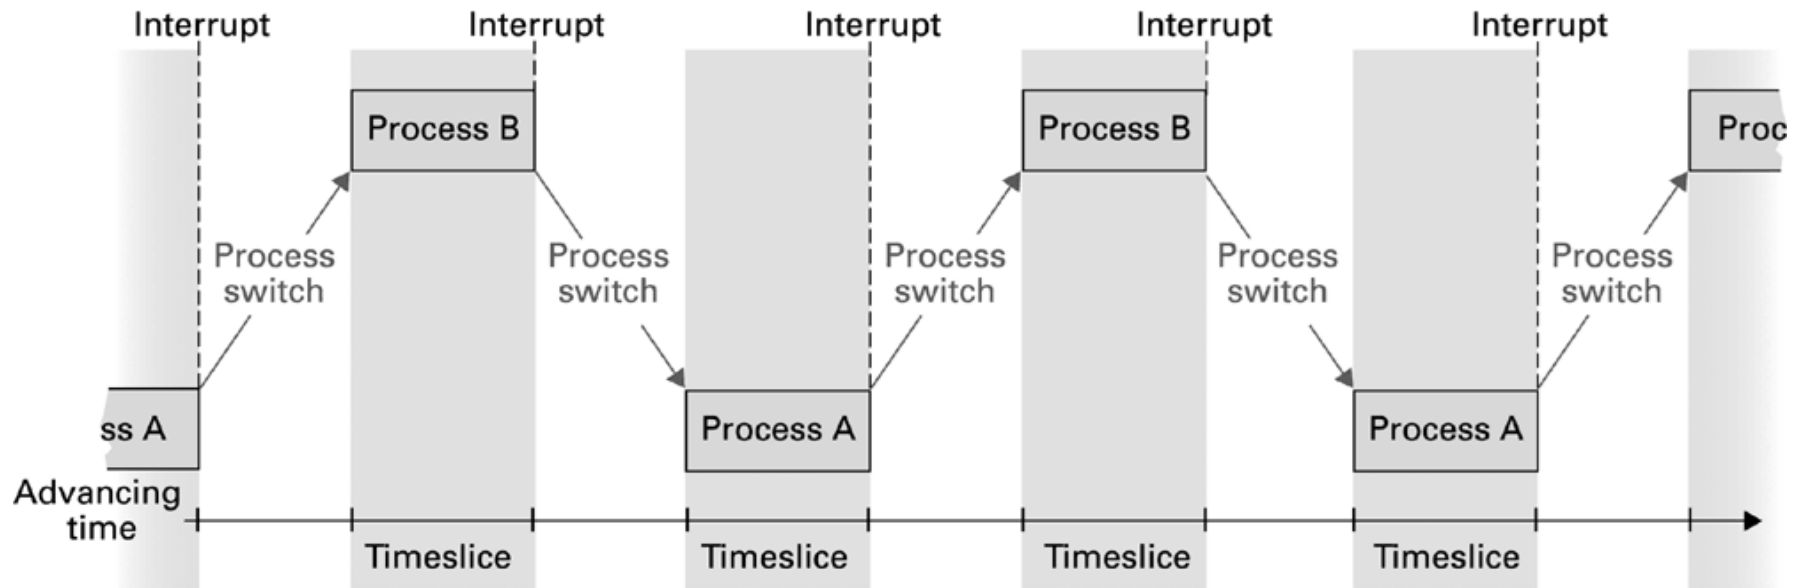 Interrupt Interrupt Interrupt Interrupt Interrupt
Process B Process B Proc
Process Process Process Process Process
switch switch switch switch switch
ss A Process A Process A
Advancing
time
Timeslice Timeslice Timeslice Timeslice